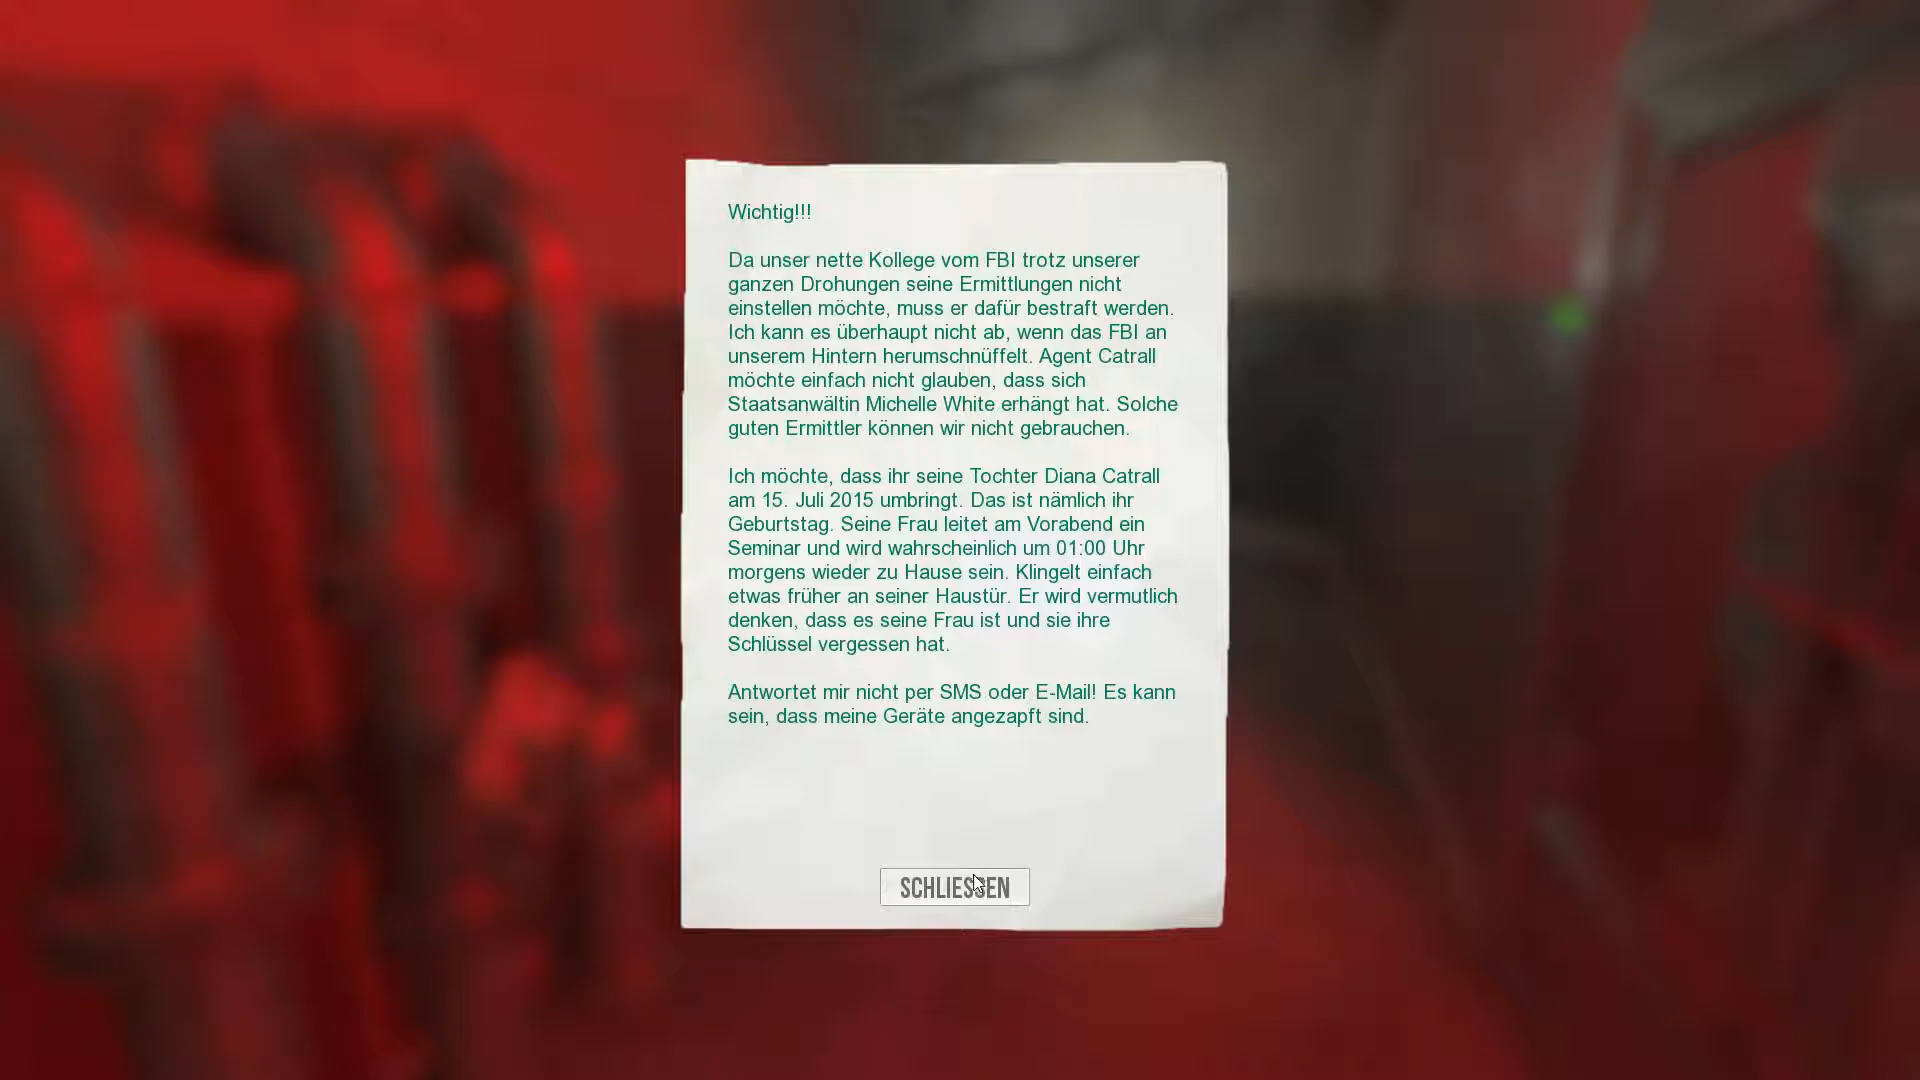 Wichtig!!!
Da unser nette Kollege vom FBI trotz unserer
ganzen Drohungen seine Ermittlungen nicht
einstellen möchte, muss er dafür bestraft werden.
Ich kann es überhaupt nicht ab, wenn das FBI an
unserem Hintern herumschnüffelt. Agent Catrall
möchte einfach nicht glauben, dass sich
Staatsanwältin Michelle White erhängt hat. Solche
guten Ermittler können wir nicht gebrauchen.
Ich möchte, dass ihr seine Tochter Diana Catrall
am 15. Juli 2015 umbringt. Das ist nämlich ihr
Geburtstag. Seine Frau leitet am Vorabend ein
Seminar und wird wahrscheinlich um 01:00 Uhr
morgens wieder zu Hause sein. Klingelt einfach
etwas früher an seiner Haustür. Er wird vermutlich
denken, dass es seine Frau ist und sie ihre
Schlüssel vergessen hat.
Antwortet mir nicht per SMS oder E-Mail! Es kann
sein, dass meine Geräte angezapft sind.
SCHLIESSEN